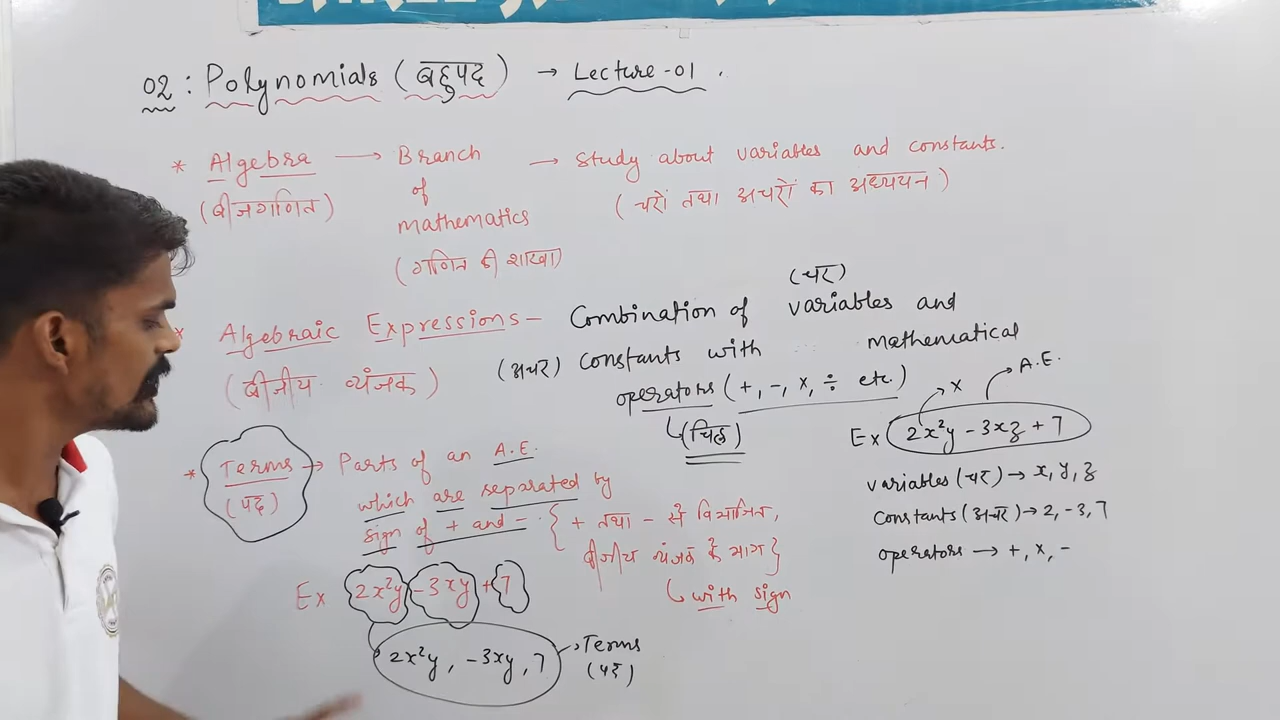 02 : Polynomials (बहुपद) → Lecture-01.
* Algebra → Branch of mathematics → Study about variables and constants.
(बीजगणित) (गणित की शाखा) (चरों तथा अचरों का अध्ययन)
* Algebraic Expressions - Combination of variables (चर) and
(बीजीय व्यंजक) (अचर) constants with mathematical
operators (+, -, ×, ÷ etc.)
(चिह्न)
Ex 2x²y - 3xz + 7
→ x
→ A.E.
variables (चर) → x, y, z
constants (अचर) → 2, -3, 7
operators → +, x, -
* Terms → Parts of an A.E.
(पद) which are separated by
sign of + and - . { + तथा - से विभाजित,
बीजीय व्यंजक के भाग }
with sign
Ex 2x²y - 3xy + 7
2x²y, -3xy, 7 → Terms
(पद)